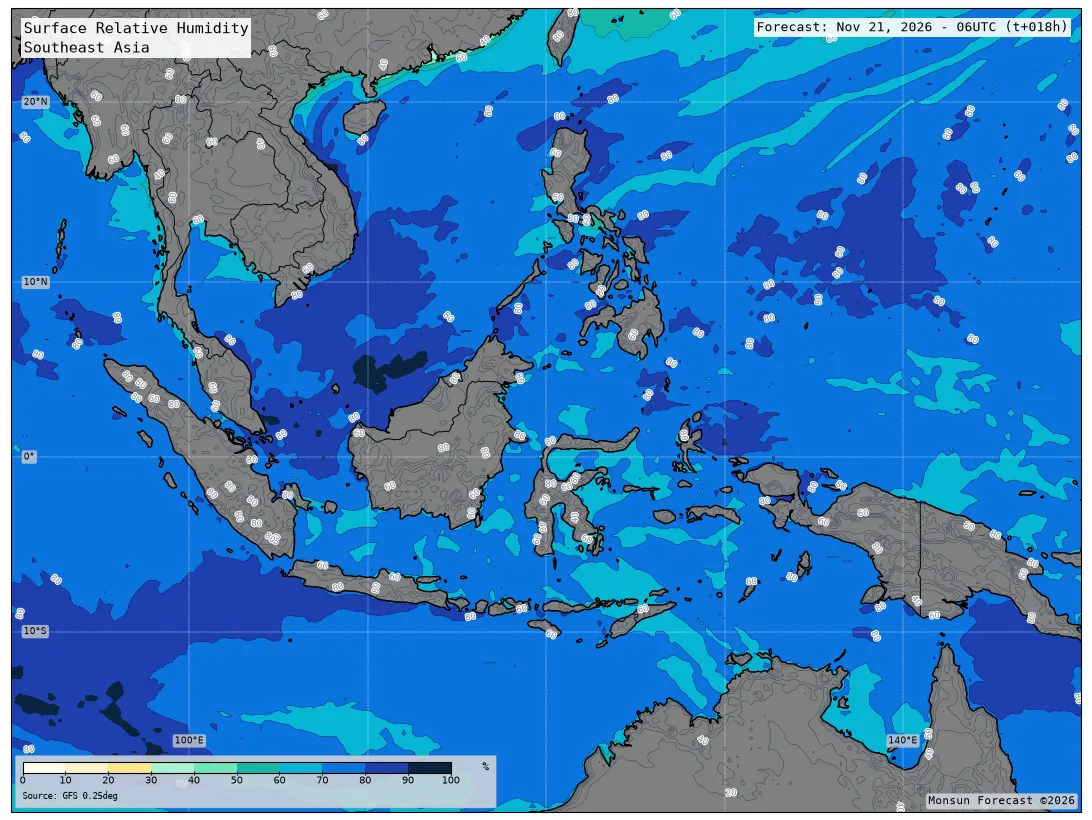 Surface Relative Humidity
Southeast Asia
Forecast: Nov 21, 2026 - 06UTC (t+018h)
20°N
10°N
0°
10°S
100°E
140°E
0 10 20 30 40 50 60 70 80 90 100
%
Source: GFS 0.25deg
Monsun Forecast ©2026